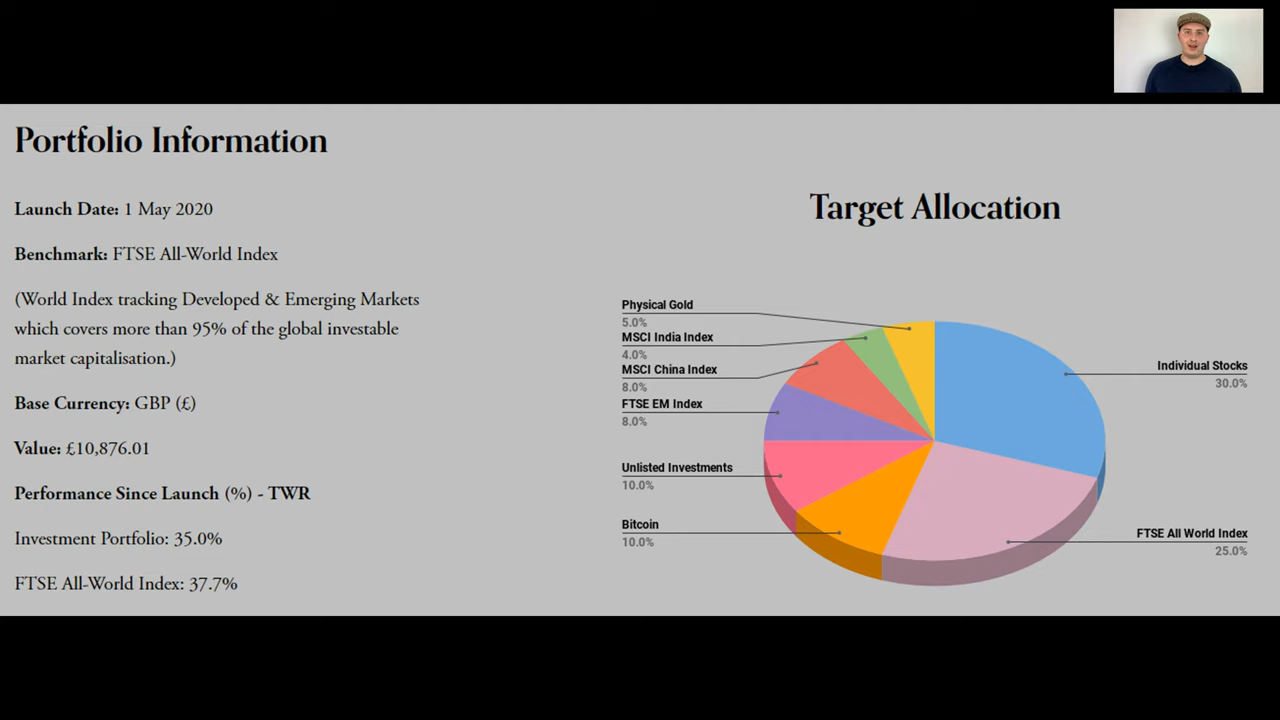 Portfolio Information
Launch Date: 1 May 2020
Benchmark: FTSE All-World Index
(World Index tracking Developed & Emerging Markets
which covers more than 95% of the global investable
market capitalisation.)
Base Currency: GBP (£)
Value: £10,876.01
Performance Since Launch (%) - TWR
Investment Portfolio: 35.0%
FTSE All-World Index: 37.7%
Target Allocation
Physical Gold
5.0%
MSCI India Index
4.0%
MSCI China Index
8.0%
FTSE EM Index
8.0%
Unlisted Investments
10.0%
Bitcoin
10.0%
Individual Stocks
30.0%
FTSE All World Index
25.0%